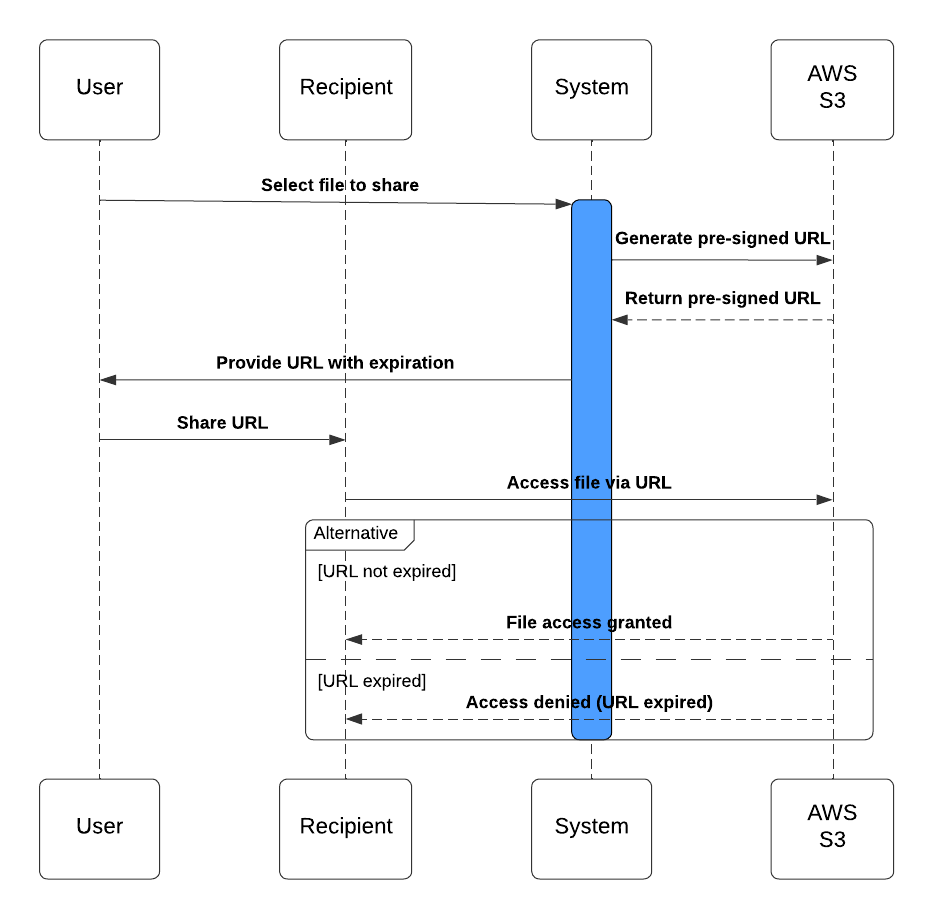 User
Recipient
System
AWS
S3
Select file to share
Generate pre-signed URL
Return pre-signed URL
Provide URL with expiration
Share URL
Access file via URL
Alternative
[URL not expired]
File access granted
[URL expired]
Access denied (URL expired)
User
Recipient
System
AWS
S3